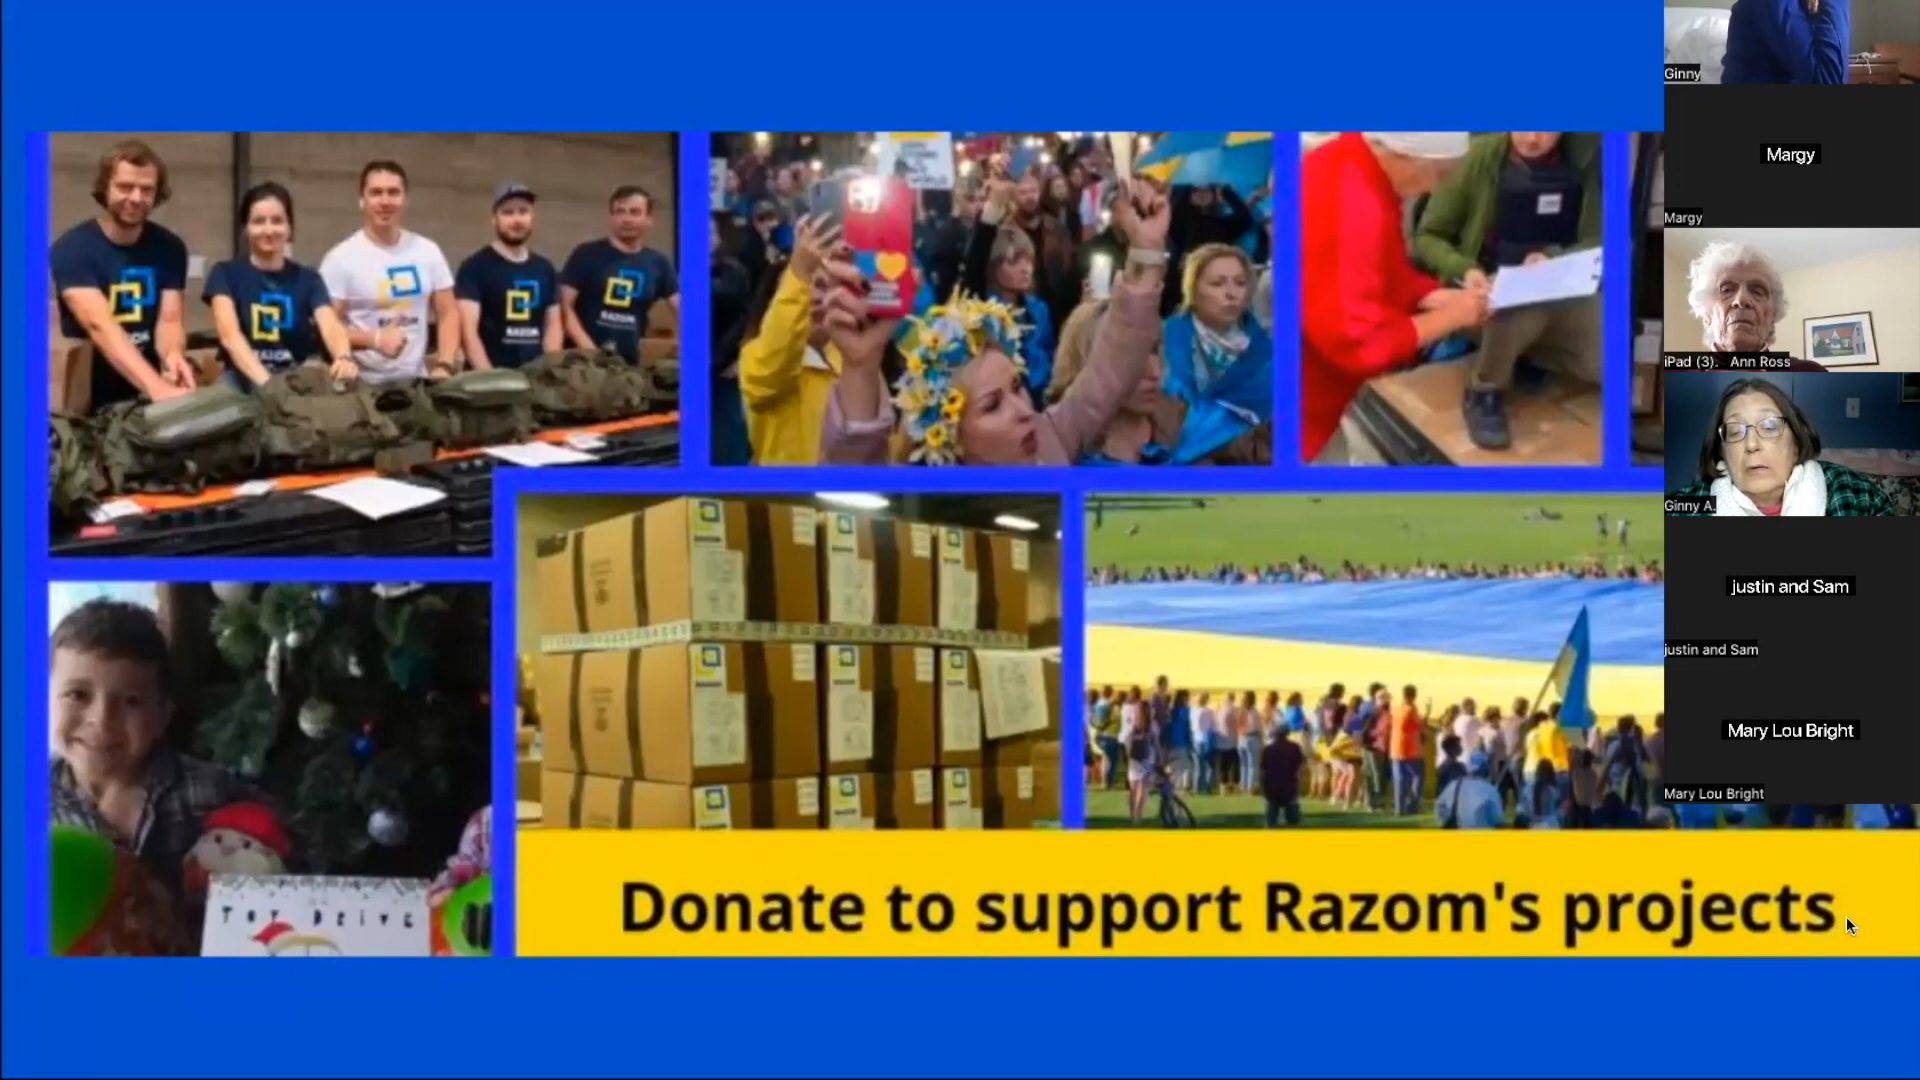 Ginny
Margy
Margy
iPad (3). Ann Ross
Ginny A.
justin and Sam
justin and Sam
Mary Lou Bright
Mary Lou Bright
RAZOM
TOY DRIVE
Donate to support Razom's projects